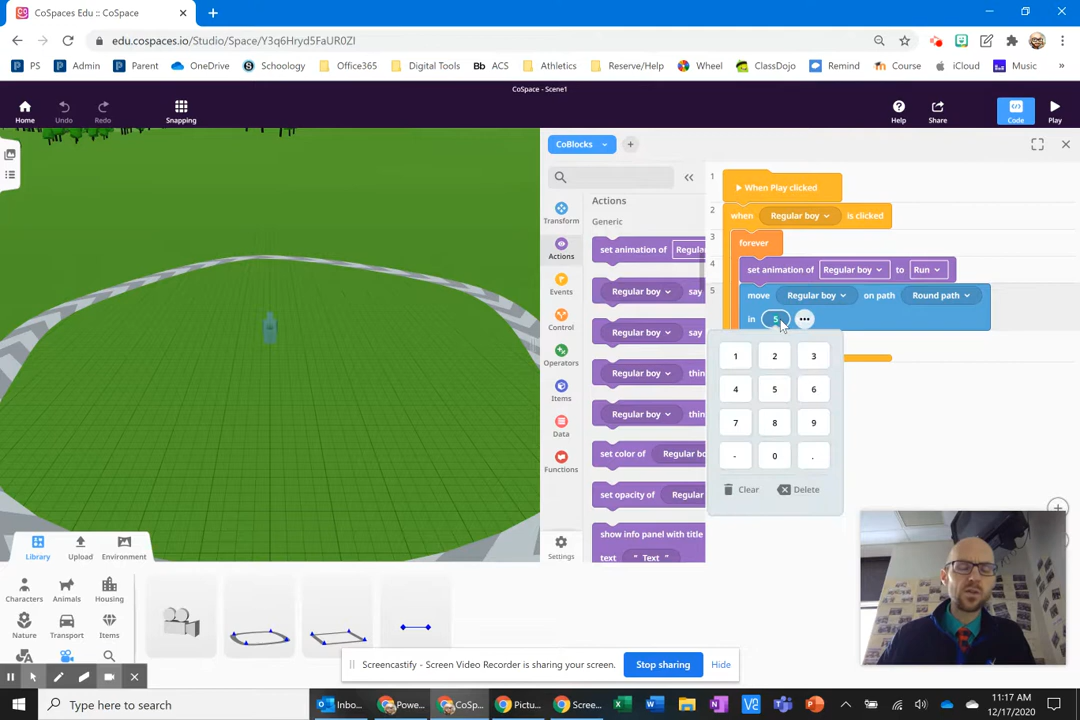 CoSpaces Edu :: CoSpace
edu.cospaces.io/Studio/Space/Y3q6Hryd5FaUR0ZI
PS
Admin
Parent
OneDrive
Schoology
Office365
Digital Tools
Bb
ACS
Athletics
Reserve/Help
Wheel
ClassDojo
Remind
Course
iCloud
Music
»
CoSpace - Scene1
Home
Undo
Redo
Snapping
Help
Share
Code
Play
CoBlocks
Transform
Actions
Events
Control
Operators
Items
Data
Functions
Settings
Actions
Generic
set animation of Regula
Regular boy say
Regular boy say
Regular boy thin
Regular boy thin
set color of Regular bo
set opacity of Regular
show info panel with title
text " Text "
1
When Play clicked
2
when Regular boy is clicked
3
forever
4
set animation of Regular boy to Run
5
move Regular boy on path Round path
in 5 •••
1 2 3
4 5 6
7 8 9
- 0 .
Clear Delete
Library
Upload
Environment
Characters
Animals
Housing
Nature
Transport
Items
Screencastify - Screen Video Recorder is sharing your screen.
Stop sharing
Hide
Type here to search
Inbo...
Powe...
CoSp...
Pictu...
Scree...
11:17 AM
12/17/2020